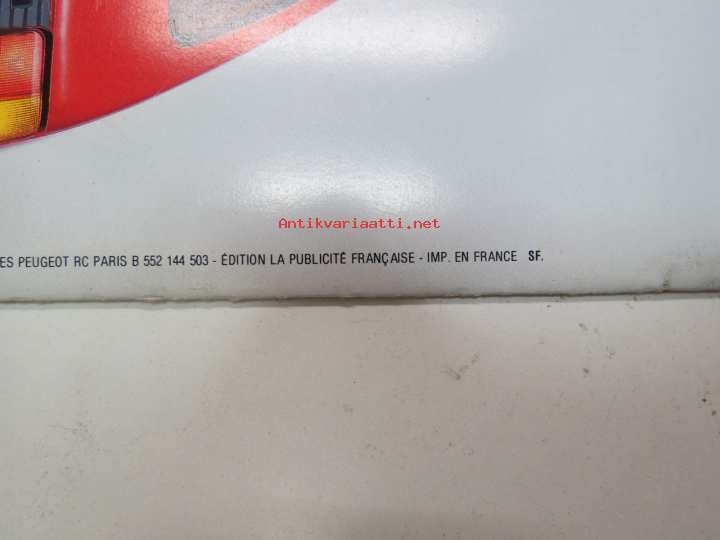 Antikvariaatti.net
ES PEUGEOT RC PARIS B 552 144 503 - ÉDITION LA PUBLICITÉ FRANÇAISE - IMP. EN FRANCE SF.